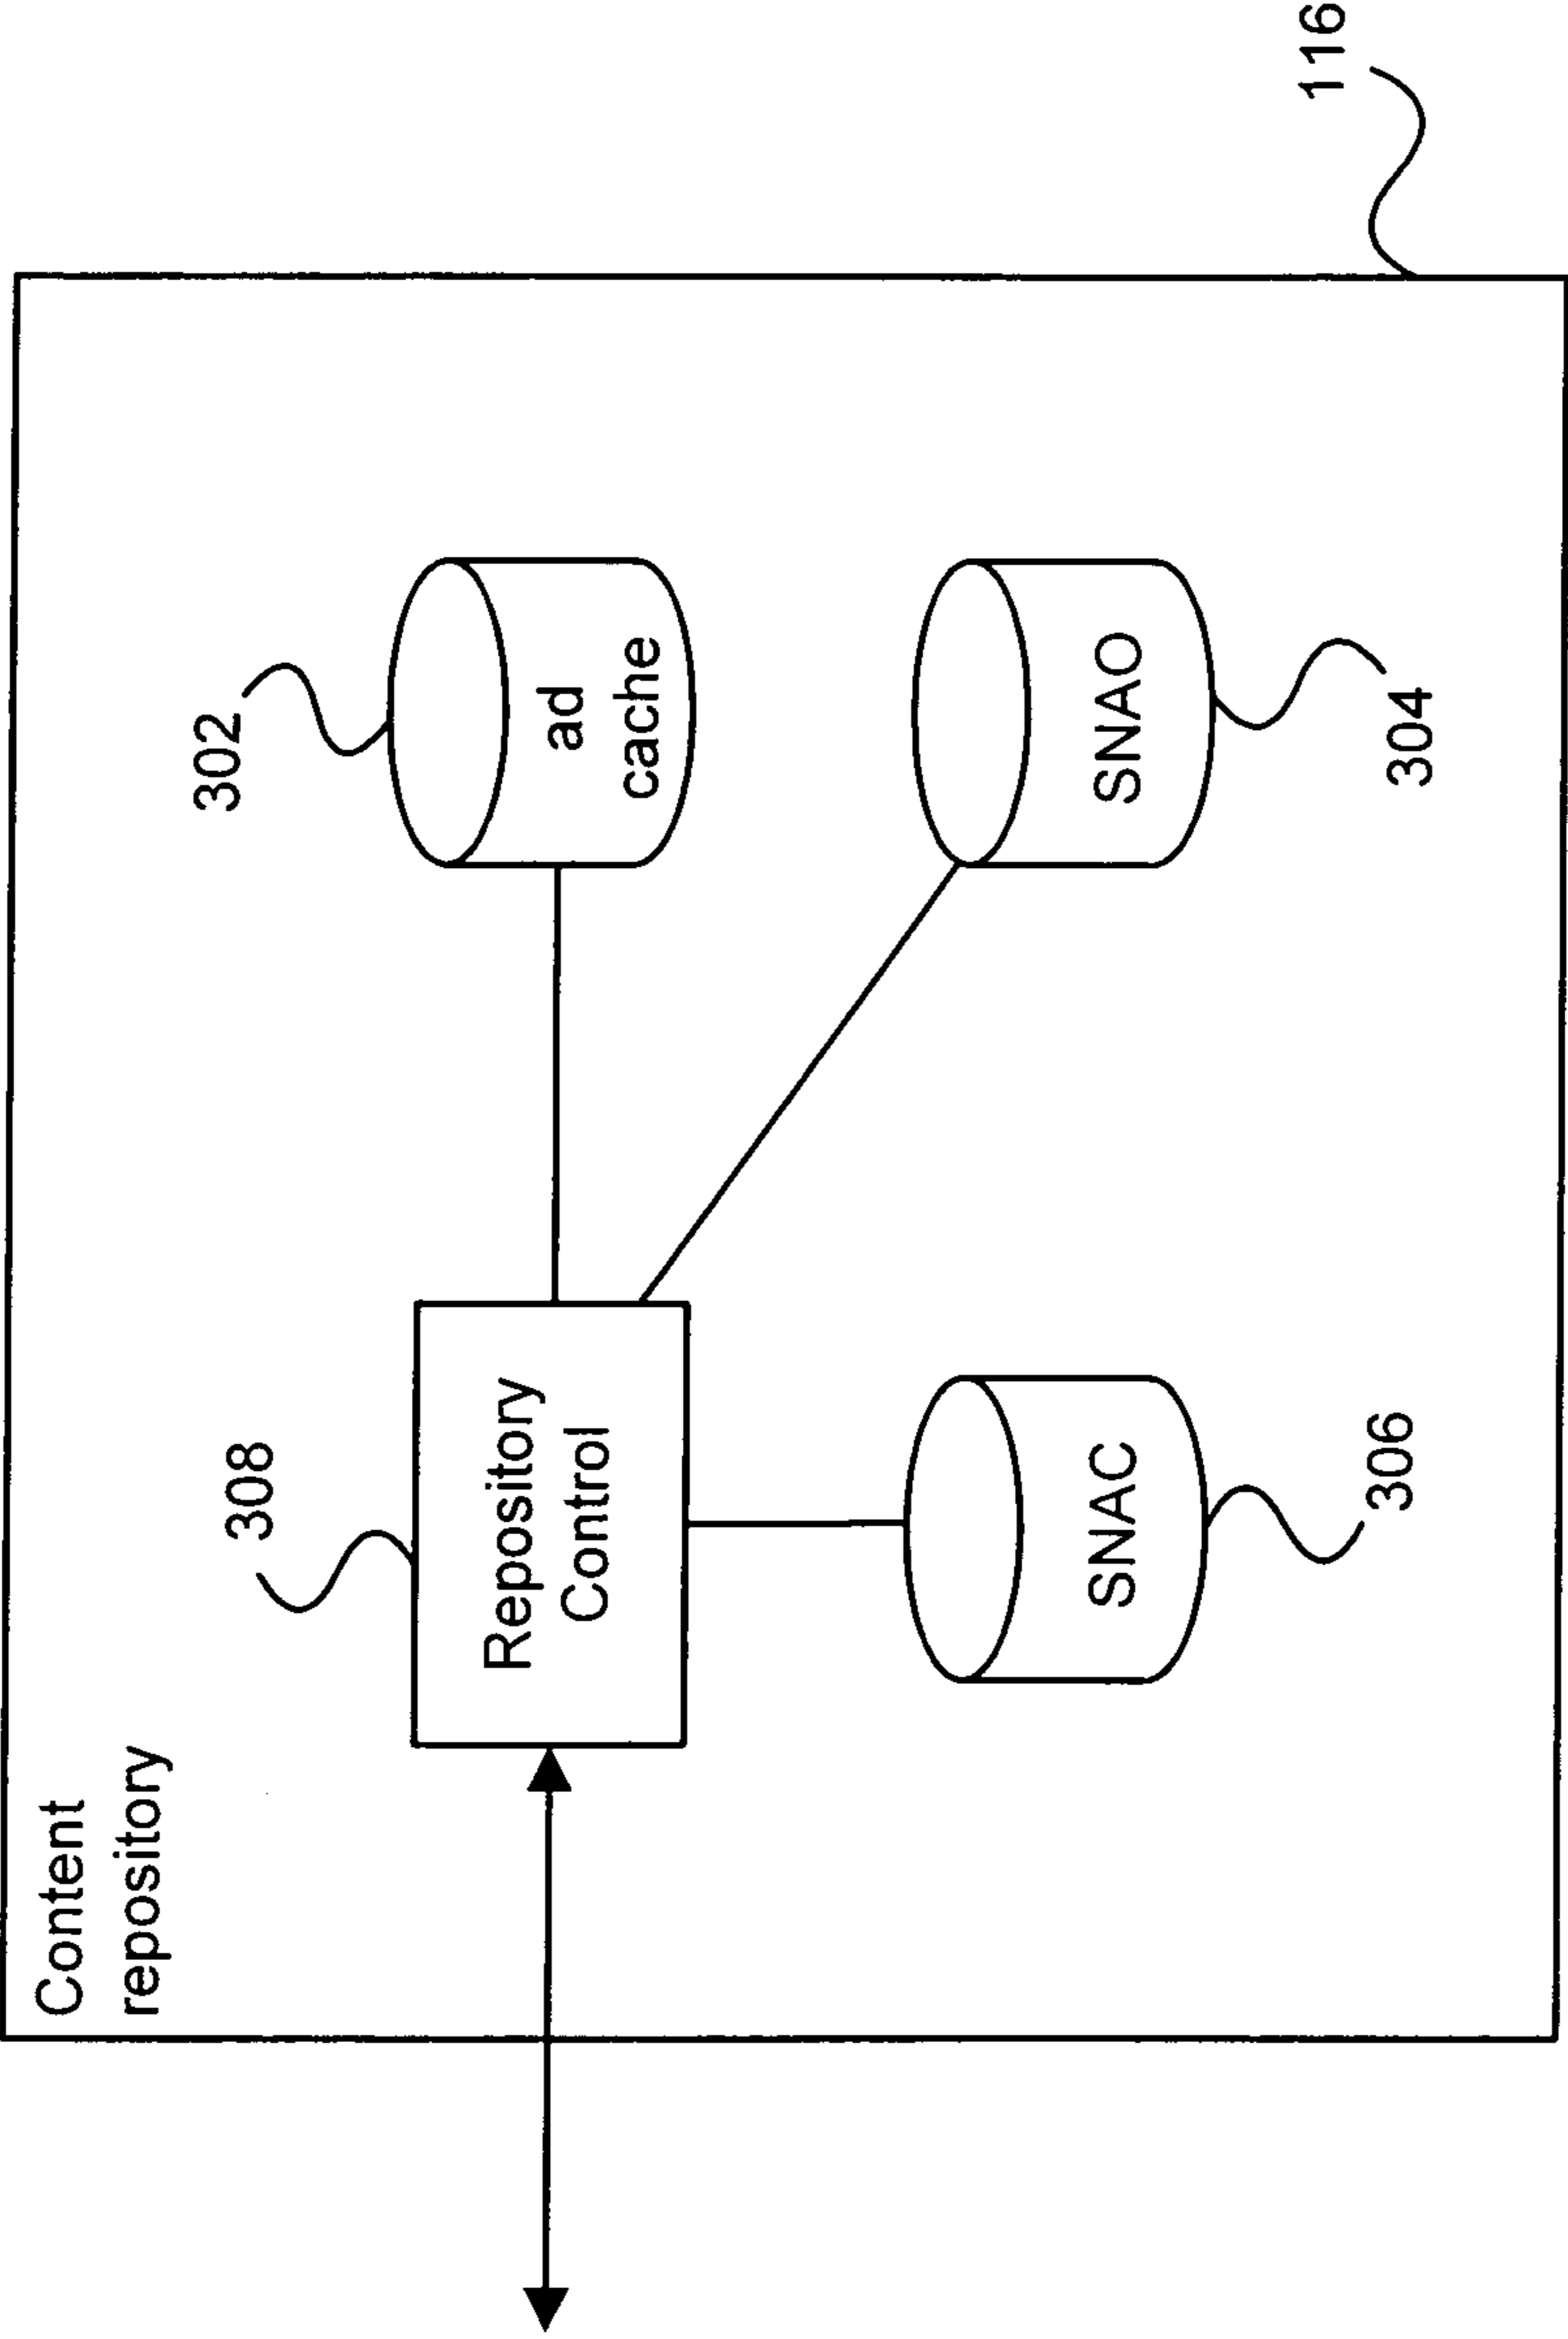 Content
repository
308
302
Repository
Control
ad
cache
SNAC
SNAO
306
304
116